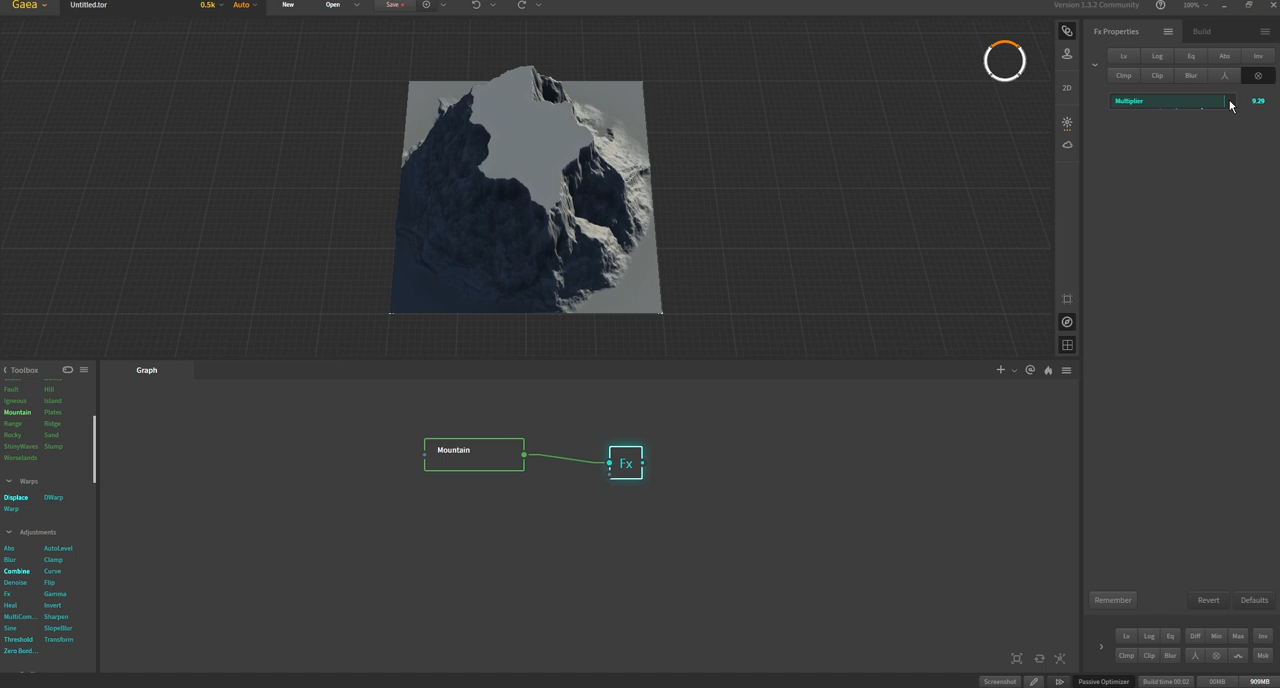 Gaea
Untitled.tor
0.5k
Auto
New
Open
Save
Version 1.3.2 Community
100%
Fx Properties
Build
Lv Log Eq Abs Inv
Clmp Clip Blur
Multiplier 9.29
2D
Toolbox
Graph
Fault Hill
Igneous Island
Mountain Plates
Range Ridge
Rocky Sand
ShinyWaves Slump
Worselands
Warps
Displace DWarp
Warp
Adjustments
Abs AutoLevel
Blur Clamp
Combine Curve
Denoise Flip
Fx Gamma
Heal Invert
MultiCom... Sharpen
Sine SlopeBlur
Threshold Transform
Zero Bord...
Mountain
Fx
Remember Revert Defaults
Lv Log Eq Diff Min Max Inv
Clmp Clip Blur Msk
Screenshot
Passive Optimizer
Build time 00:02
00MB
909MB